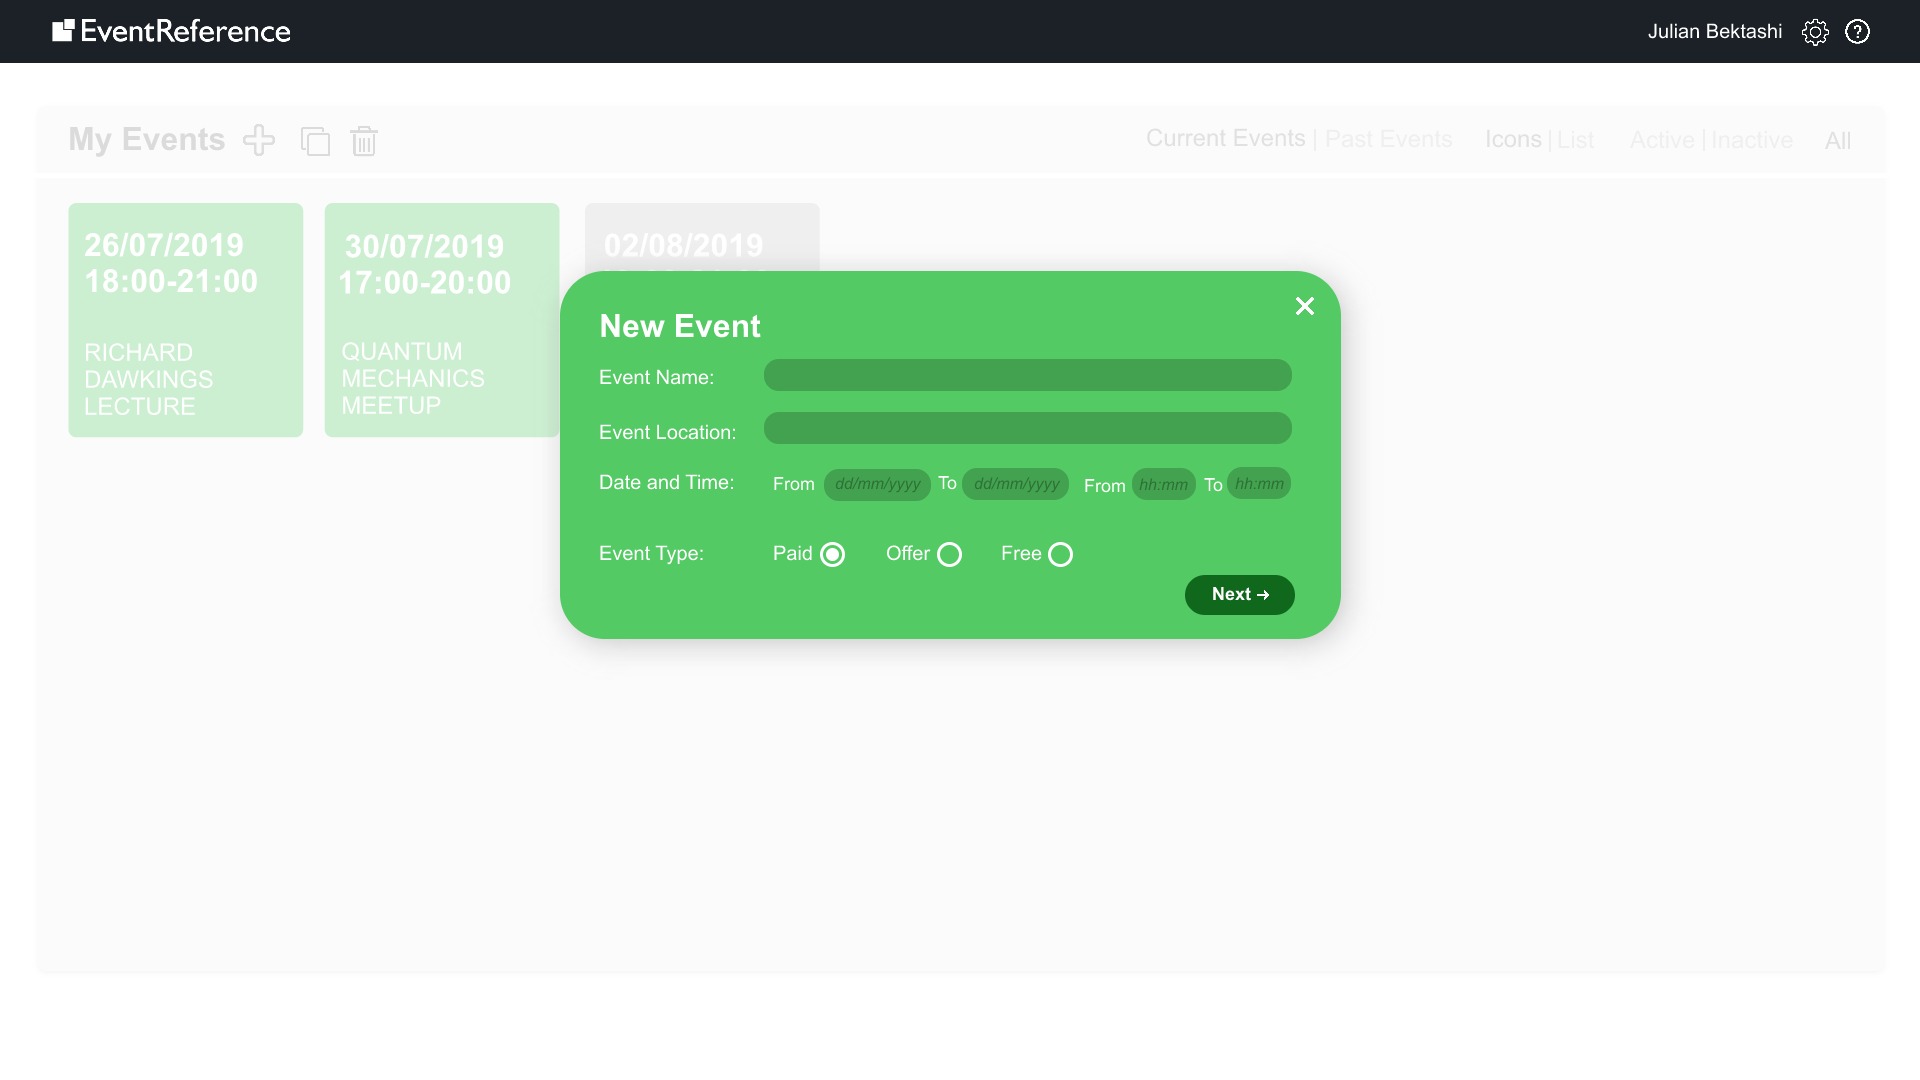 EventReference
Julian Bektashi
?
My Events
Current Events | Past Events
Icons | List
Active | Inactive
All
26/07/2019
18:00-21:00
RICHARD
DAWKINGS
LECTURE
30/07/2019
17:00-20:00
QUANTUM
MECHANICS
MEETUP
02/08/2019
New Event
Event Name:
Event Location:
Date and Time: From dd/mm/yyyy To dd/mm/yyyy From hh:mm To hh:mm
Event Type: Paid Offer Free
Next →